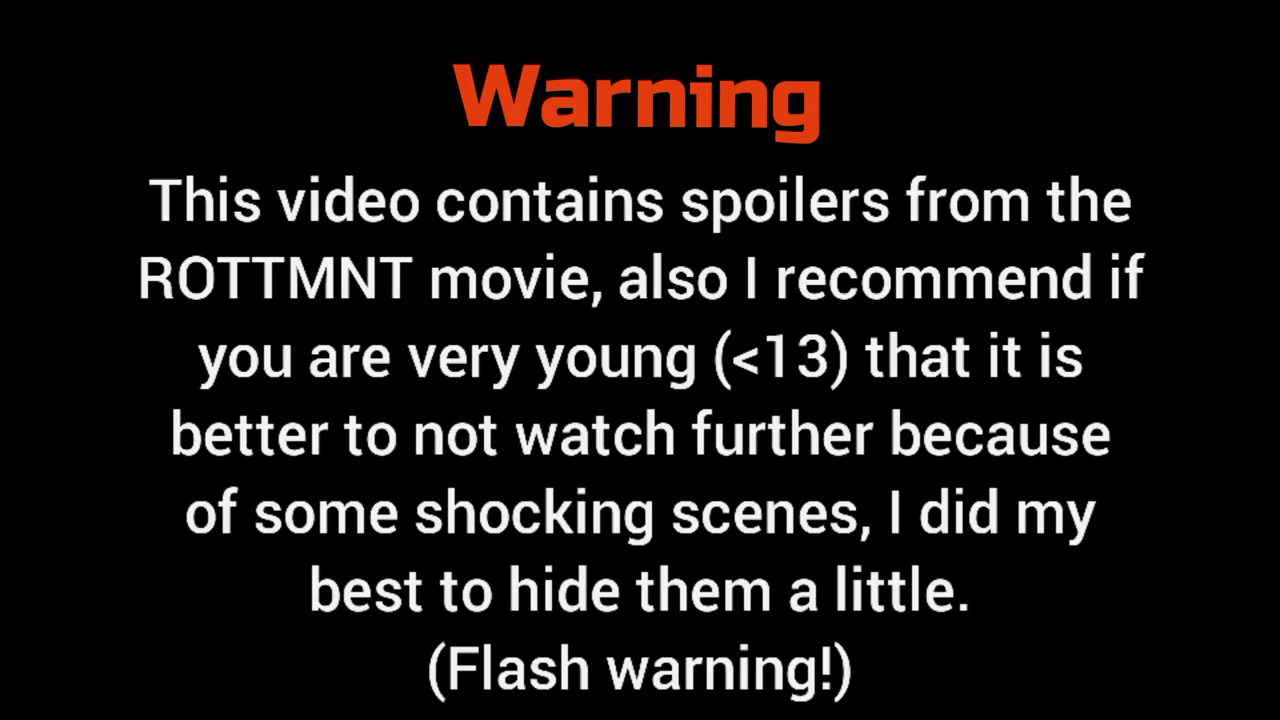 Warning
This video contains spoilers from the
ROTTMNT movie, also I recommend if
you are very young (<13) that it is
better to not watch further because
of some shocking scenes, I did my
best to hide them a little.
(Flash warning!)